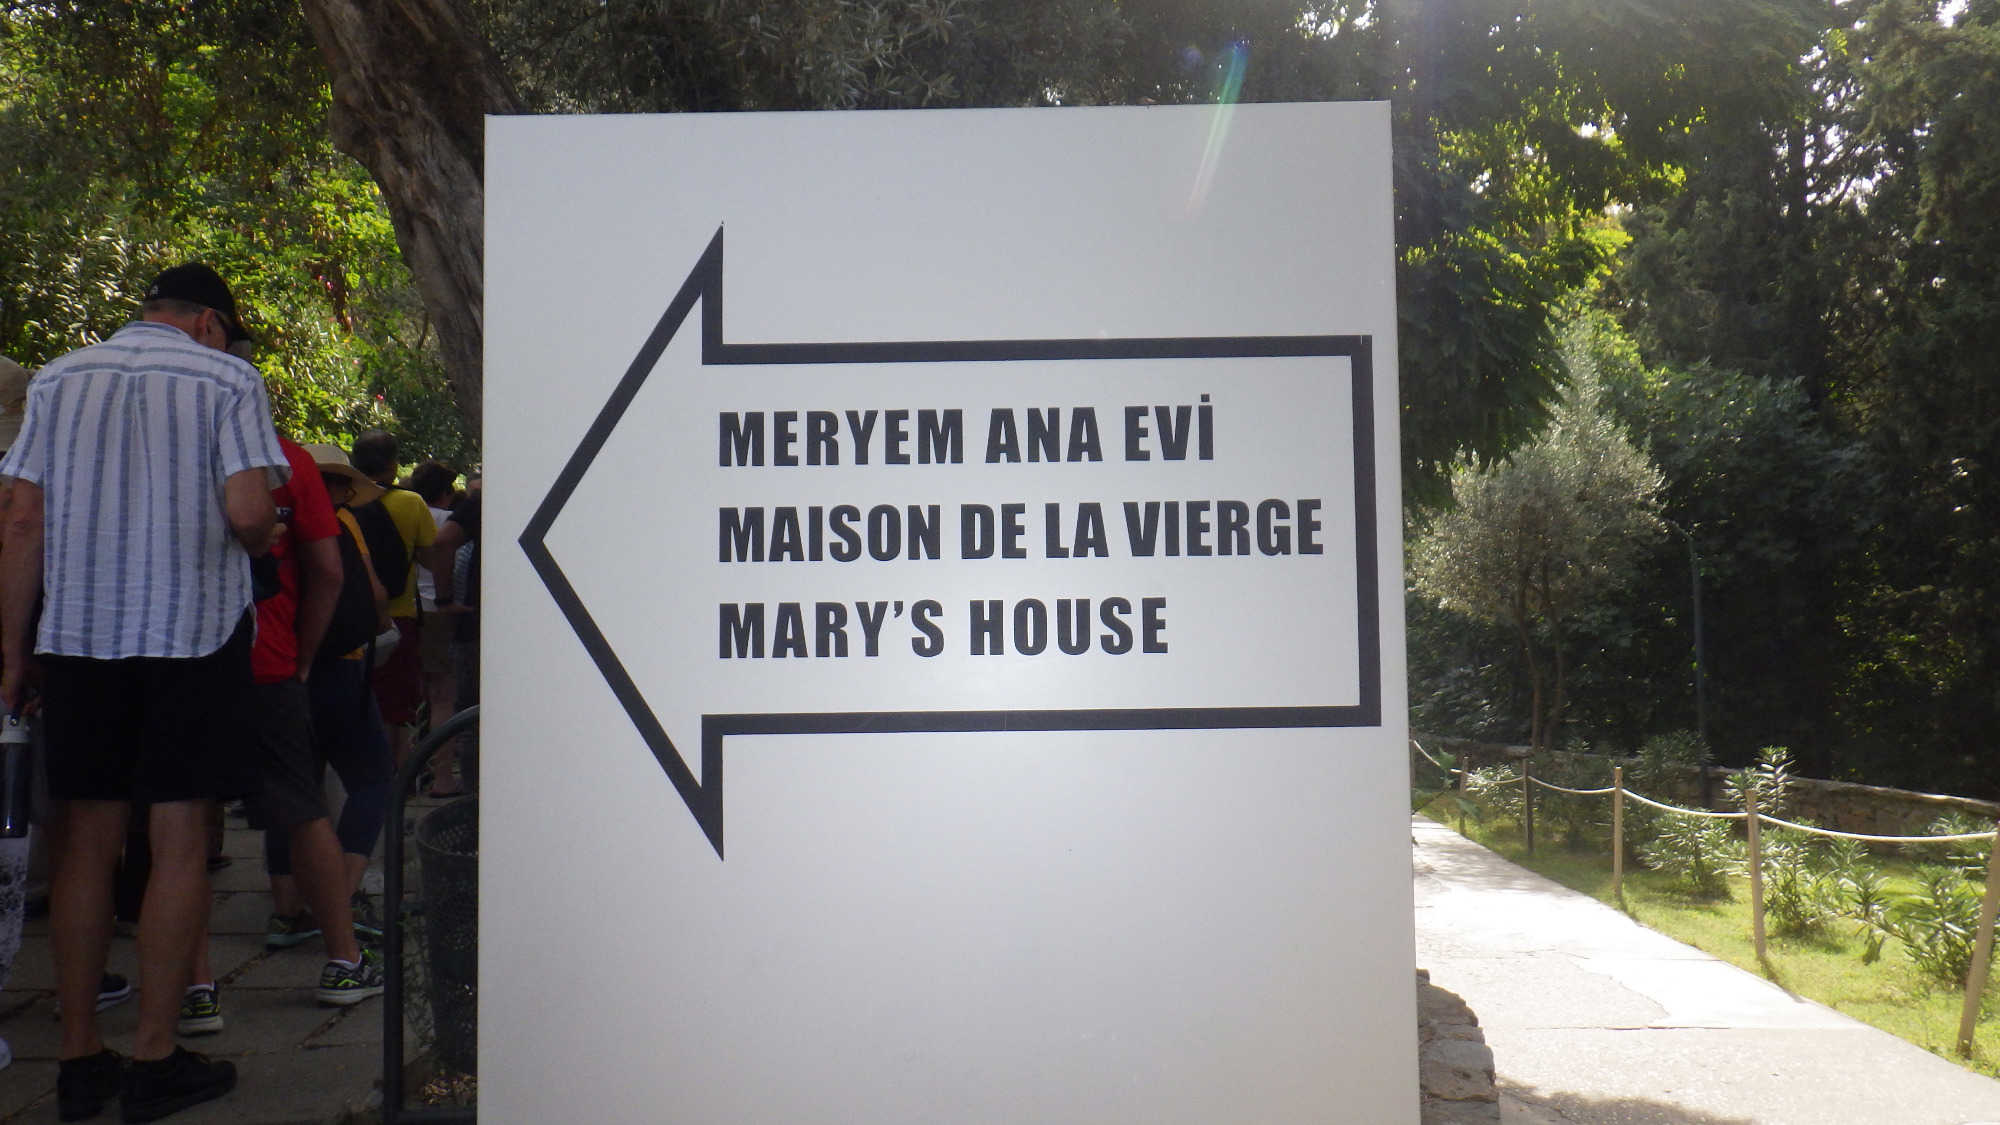 MERYEM ANA EVİ
MAISON DE LA VIERGE
MARY’S HOUSE